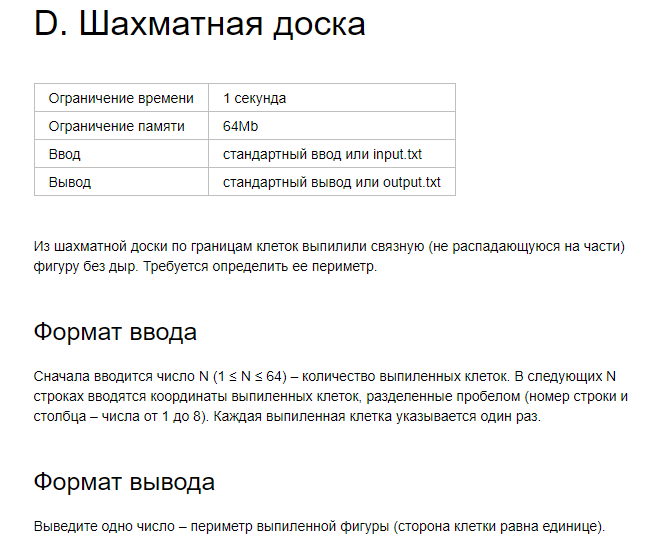 D. Шахматная доска
Ограничение времени 1 секунда
Ограничение памяти 64Mb
Ввод стандартный ввод или input.txt
Вывод стандартный вывод или output.txt
Из шахматной доски по границам клеток выпилили связную (не распадающуюся на части)
фигуру без дыр. Требуется определить ее периметр.
Формат ввода
Сначала вводится число N (1 ≤ N ≤ 64) – количество выпиленных клеток. В следующих N
строках вводятся координаты выпиленных клеток, разделенные пробелом (номер строки и
столбца – числа от 1 до 8). Каждая выпиленная клетка указывается один раз.
Формат вывода
Выведите одно число – периметр выпиленной фигуры (сторона клетки равна единице).